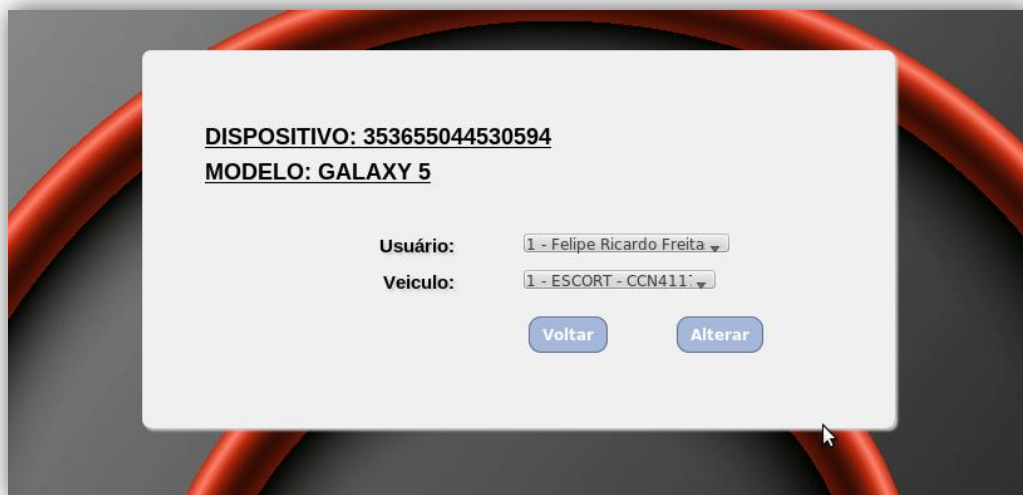 DISPOSITIVO: 353655044530594
MODELO: GALAXY 5
Usuário: 1 - Felipe Ricardo Freita
Veiculo: 1 - ESCORT - CCN411
Voltar Alterar